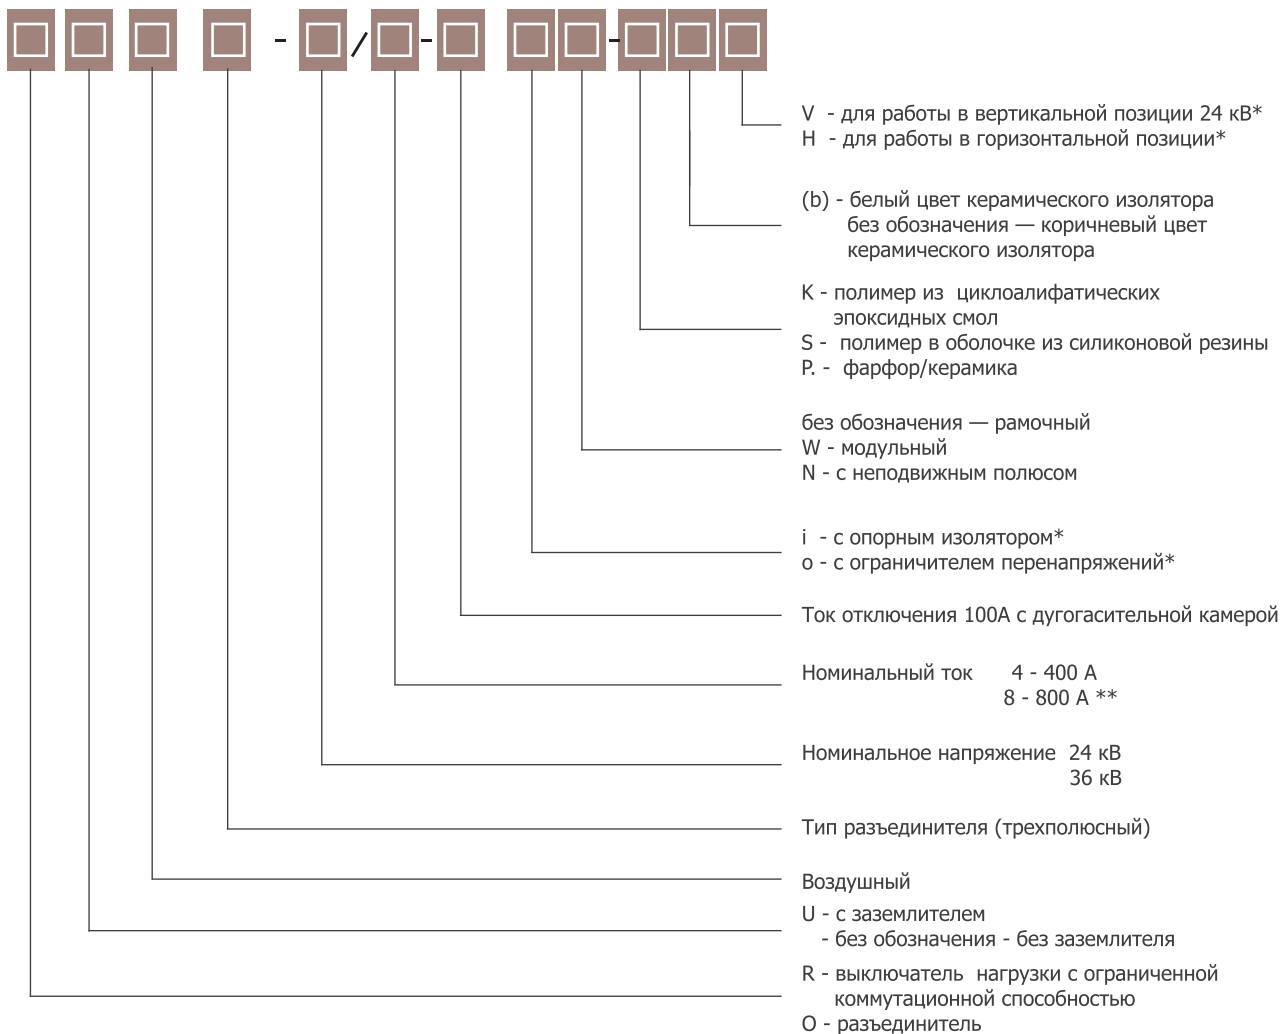 - / - -
V - для работы в вертикальной позиции 24 кВ*
H - для работы в горизонтальной позиции*
(b) - белый цвет керамического изолятора
без обозначения — коричневый цвет
керамического изолятора
K - полимер из циклоалифатических
эпоксидных смол
S - полимер в оболочке из силиконовой резины
P. - фарфор/керамика
без обозначения — рамочный
W - модульный
N - с неподвижным полюсом
i - с опорным изолятором*
o - с ограничителем перенапряжений*
Ток отключения 100А с дугогасительной камерой
Номинальный ток 4 - 400 А
8 - 800 А **
Номинальное напряжение 24 кВ
36 кВ
Тип разъединителя (трехполюсный)
Воздушный
U - с заземлителем
- без обозначения - без заземлителя
R - выключатель нагрузки с ограниченной
коммутационной способностью
O - разъединитель